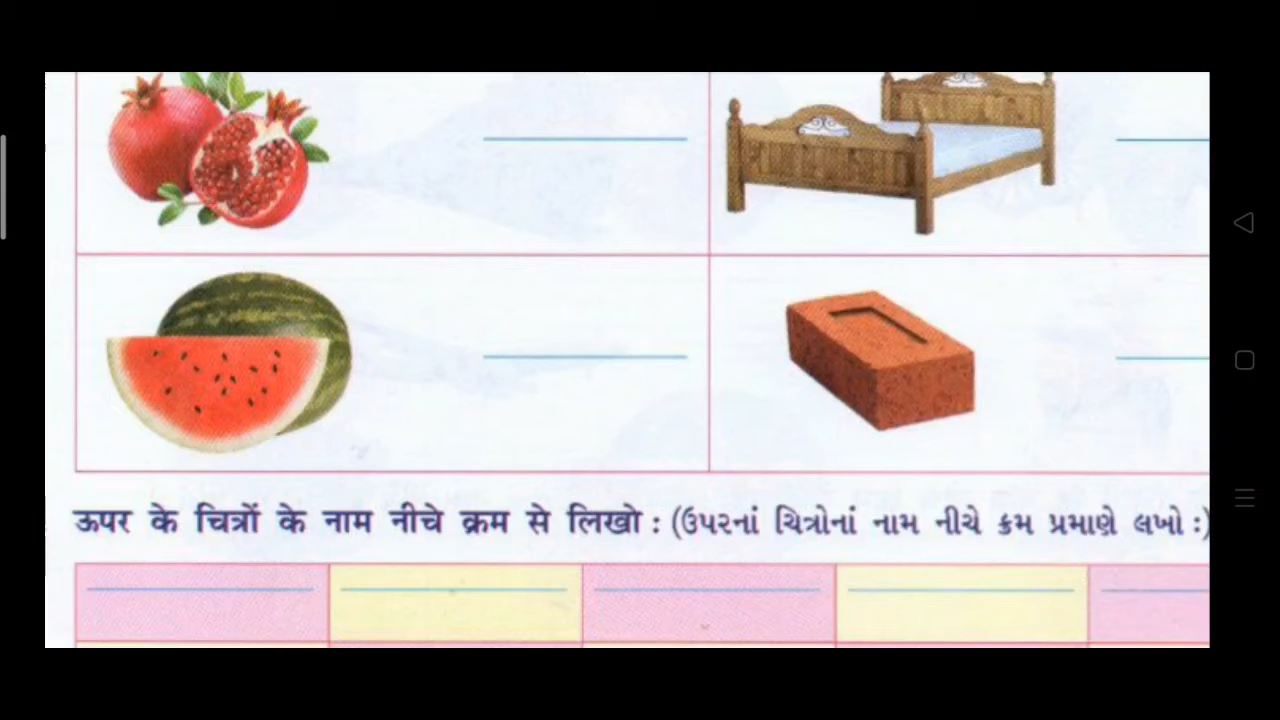 ऊपर के चित्रों के नाम नीचे क्रम से लिखो : (ઉપરનાં ચિત્રોનાં નામ નીચે ક્રમ પ્રમાણે લખો :)